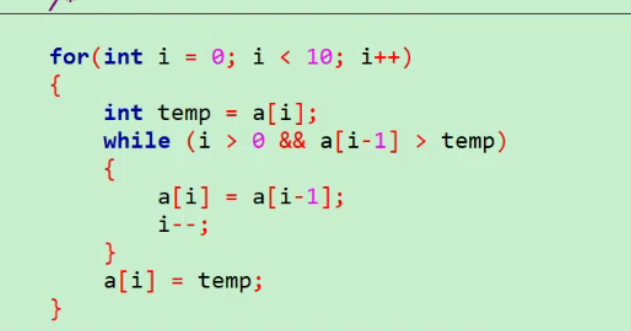 /*
for(int i = 0; i < 10; i++)
{
    int temp = a[i];
    while (i > 0 && a[i-1] > temp)
    {
        a[i] = a[i-1];
        i--;
    }
    a[i] = temp;
}